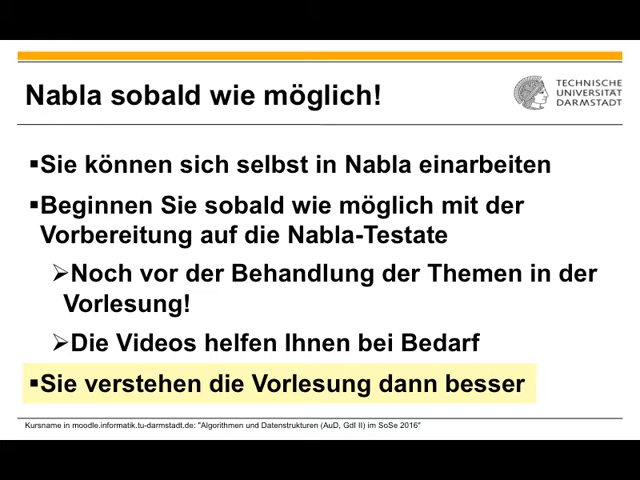 Nabla sobald wie möglich!
TECHNISCHE
UNIVERSITÄT
DARMSTADT
▪Sie können sich selbst in Nabla einarbeiten
▪Beginnen Sie sobald wie möglich mit der
Vorbereitung auf die Nabla-Testate
➢Noch vor der Behandlung der Themen in der
Vorlesung!
➢Die Videos helfen Ihnen bei Bedarf
▪Sie verstehen die Vorlesung dann besser
Kursname in moodle.informatik.tu-darmstadt.de: "Algorithmen und Datenstrukturen (AuD, GdI II) im SoSe 2016"